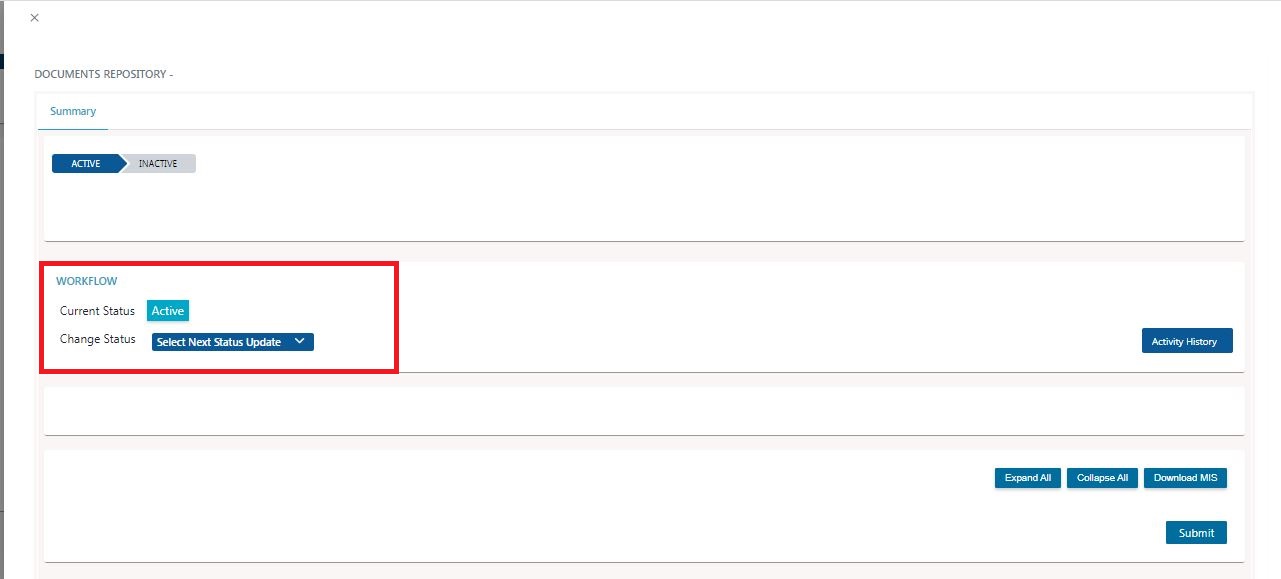 DOCUMENTS REPOSITORY -
Summary
ACTIVE INACTIVE
WORKFLOW
Current Status Active
Change Status Select Next Status Update
Activity History
Expand All Collapse All Download MIS
Submit